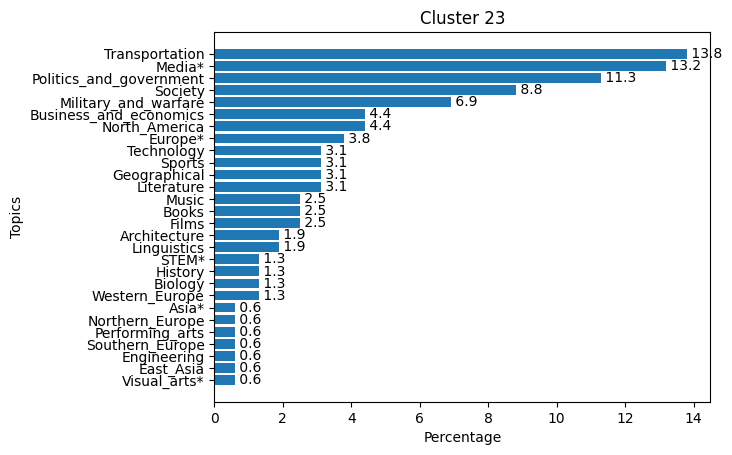 Cluster 23
Topics
Transportation 13.8
Media* 13.2
Politics_and_government 11.3
Society 8.8
Military_and_warfare 6.9
Business_and_economics 4.4
North_America 4.4
Europe* 3.8
Technology 3.1
Sports 3.1
Geographical 3.1
Literature 3.1
Music 2.5
Books 2.5
Films 2.5
Architecture 1.9
Linguistics 1.9
STEM* 1.3
History 1.3
Biology 1.3
Western_Europe 1.3
Asia* 0.6
Northern_Europe 0.6
Performing_arts 0.6
Southern_Europe 0.6
Engineering 0.6
East_Asia 0.6
Visual_arts* 0.6
0 2 4 6 8 10 12 14
Percentage